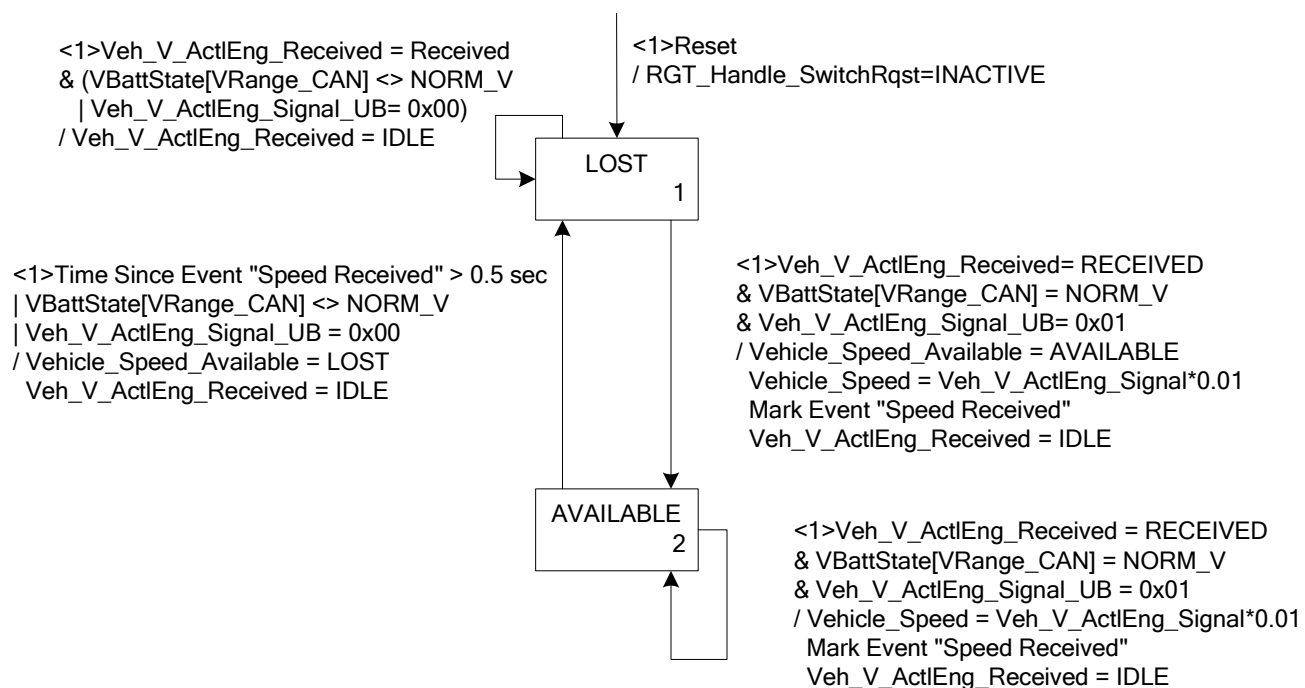 <1>Veh_V_ActlEng_Received = Received
& (VBattState[VRange_CAN] <> NORM_V
| Veh_V_ActlEng_Signal_UB= 0x00)
/ Veh_V_ActlEng_Received = IDLE
<1>Reset
/ RGT_Handle_SwitchRqst=INACTIVE
LOST
1
<1>Time Since Event "Speed Received" > 0.5 sec
| VBattState[VRange_CAN] <> NORM_V
| Veh_V_ActlEng_Signal_UB = 0x00
/ Vehicle_Speed_Available = LOST
Veh_V_ActlEng_Received = IDLE
<1>Veh_V_ActlEng_Received= RECEIVED
& VBattState[VRange_CAN] = NORM_V
& Veh_V_ActlEng_Signal_UB= 0x01
/ Vehicle_Speed_Available = AVAILABLE
Vehicle_Speed = Veh_V_ActlEng_Signal*0.01
Mark Event "Speed Received"
Veh_V_ActlEng_Received = IDLE
AVAILABLE
2
<1>Veh_V_ActlEng_Received = RECEIVED
& VBattState[VRange_CAN] = NORM_V
& Veh_V_ActlEng_Signal_UB = 0x01
/ Vehicle_Speed = Veh_V_ActlEng_Signal*0.01
Mark Event "Speed Received"
Veh_V_ActlEng_Received = IDLE